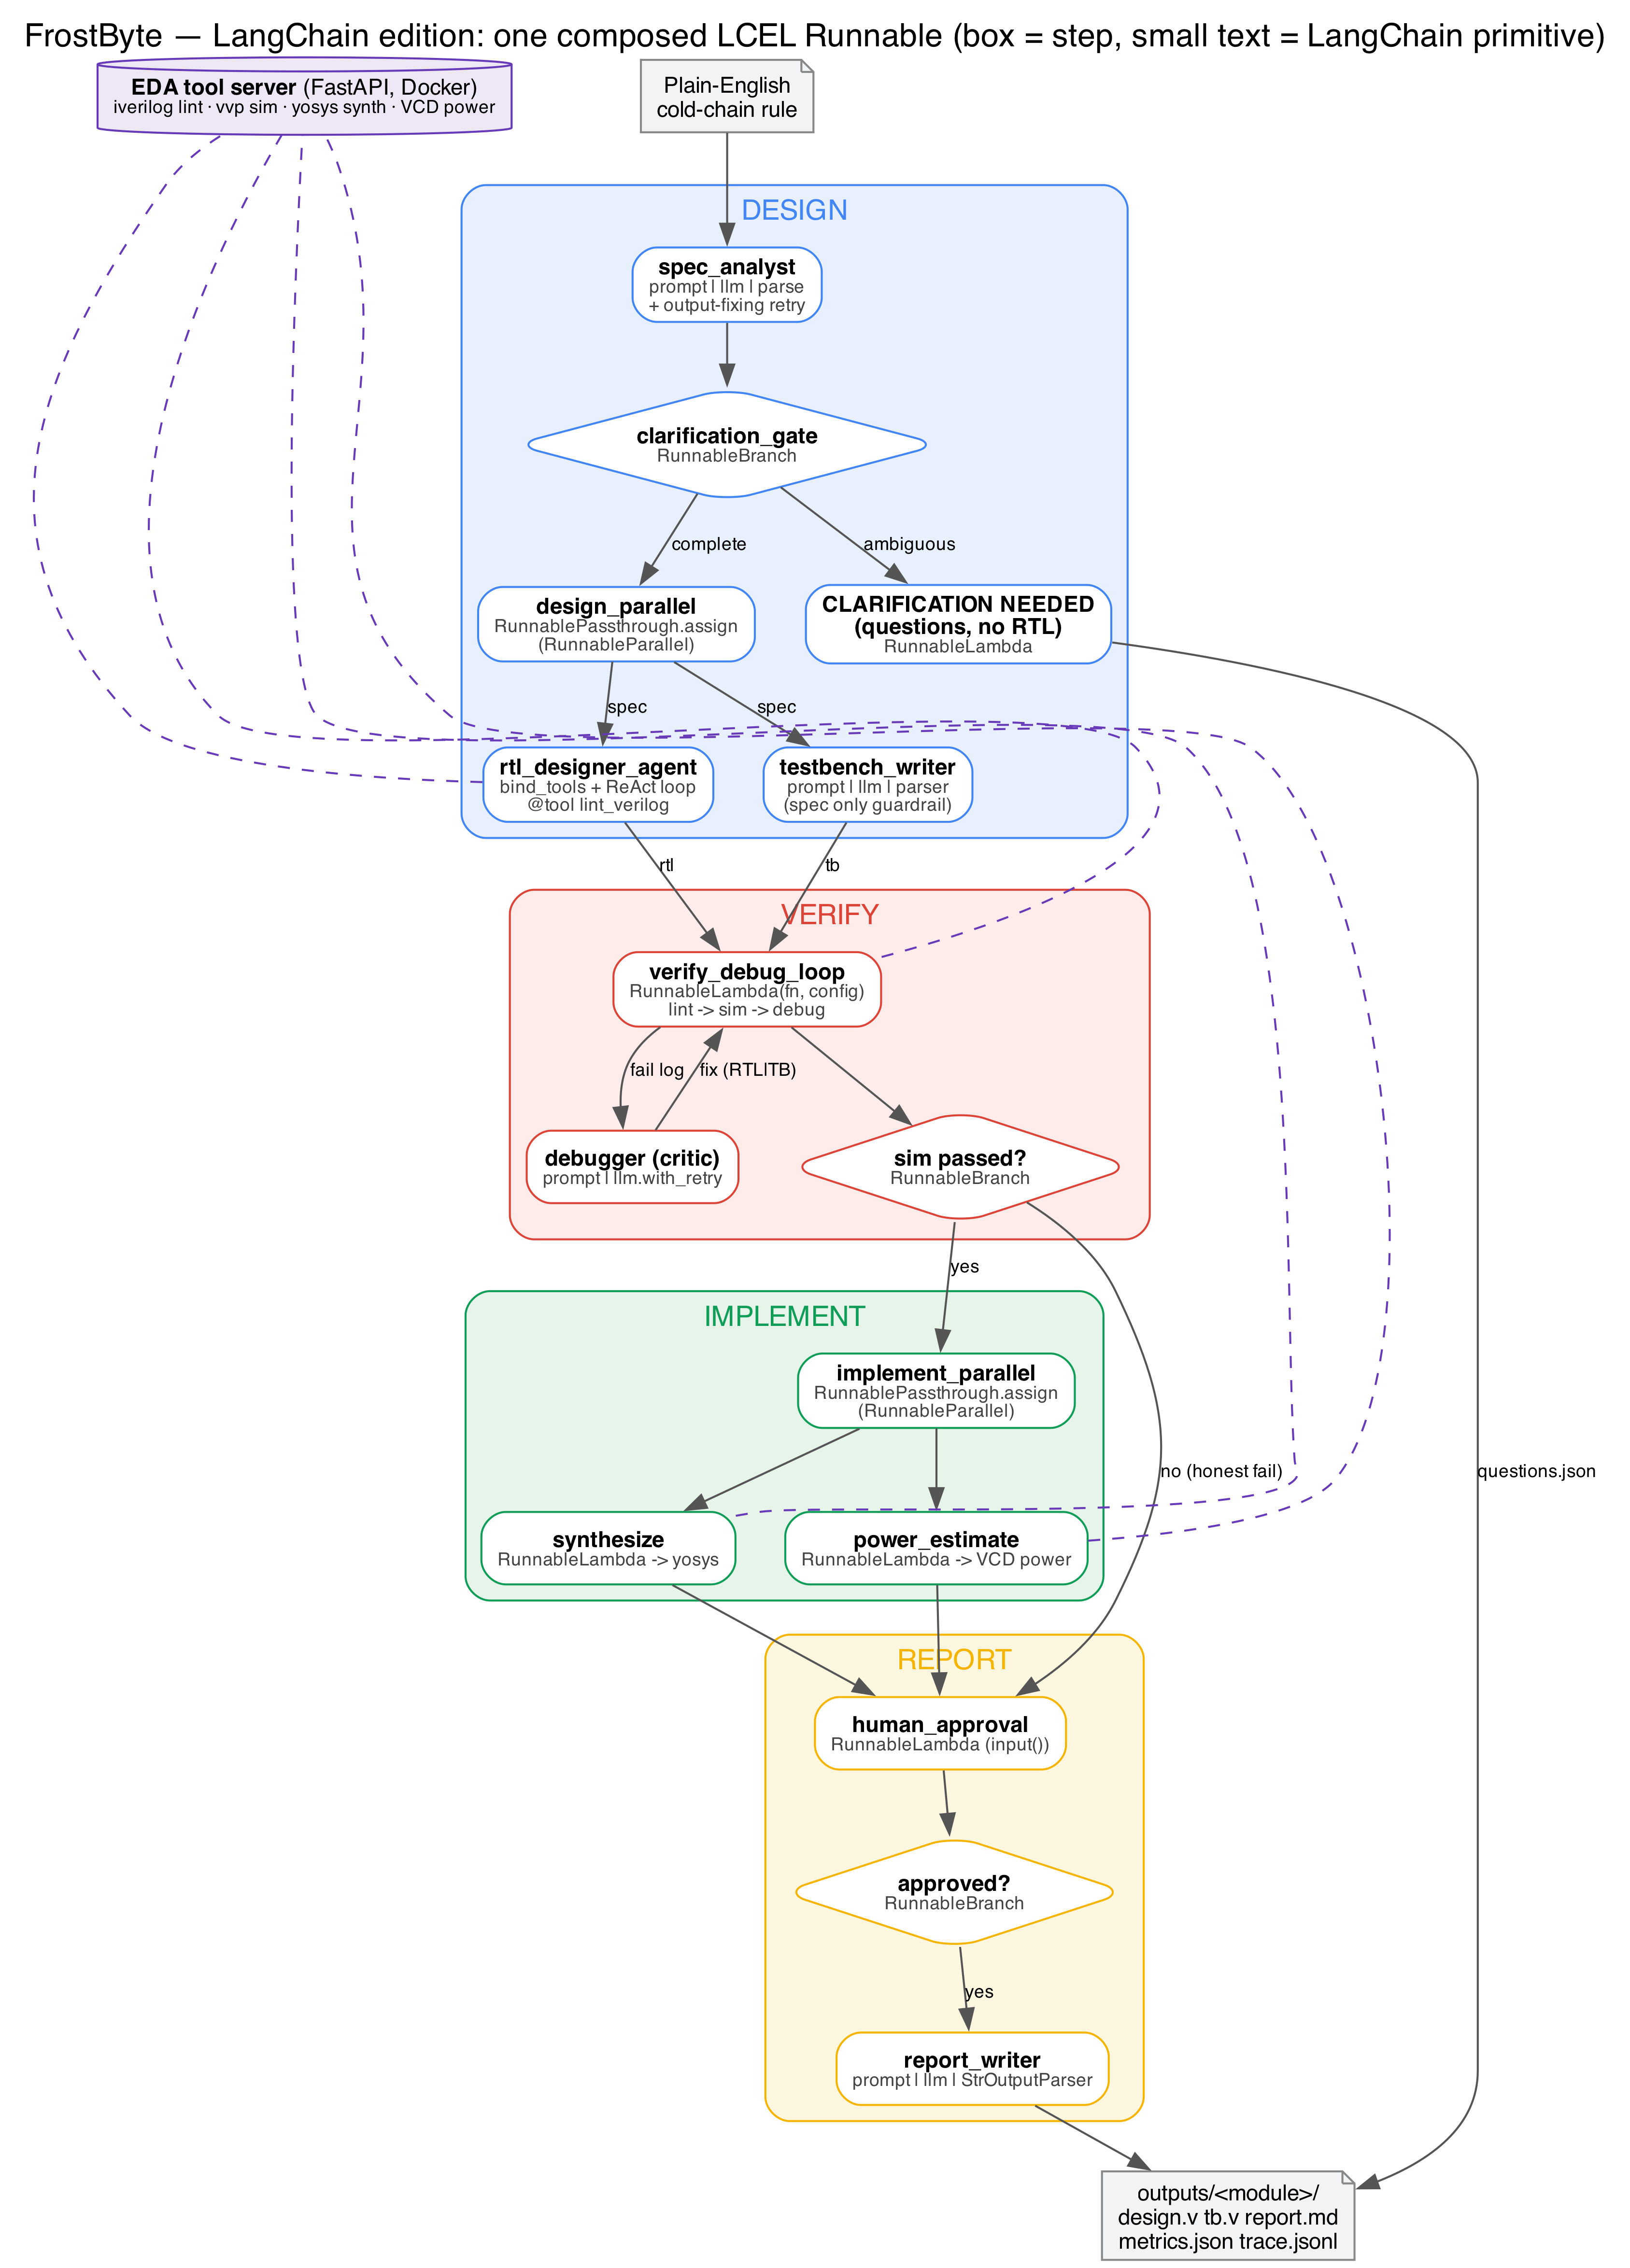 FrostByte — LangChain edition: one composed LCEL Runnable (box = step, small text = LangChain primitive)
EDA tool server (FastAPI, Docker)
iverilog lint · vvp sim · yosys synth · VCD power
Plain-English
cold-chain rule
DESIGN
spec_analyst
prompt | llm | parse
+ output-fixing retry
clarification_gate
RunnableBranch
complete
ambiguous
design_parallel
RunnablePassthrough.assign
(RunnableParallel)
CLARIFICATION NEEDED
(questions, no RTL)
RunnableLambda
spec
spec
rtl_designer_agent
bind_tools + ReAct loop
@tool lint_verilog
testbench_writer
prompt | llm | parser
(spec only guardrail)
rtl
tb
VERIFY
verify_debug_loop
RunnableLambda(fn, config)
lint -> sim -> debug
fail log
fix (RTL|TB)
debugger (critic)
prompt | llm.with_retry
sim passed?
RunnableBranch
yes
IMPLEMENT
implement_parallel
RunnablePassthrough.assign
(RunnableParallel)
no (honest fail)
questions.json
synthesize
RunnableLambda -> yosys
power_estimate
RunnableLambda -> VCD power
REPORT
human_approval
RunnableLambda (input())
approved?
RunnableBranch
yes
report_writer
prompt | llm | StrOutputParser
outputs/<module>/
design.v tb.v report.md
metrics.json trace.jsonl